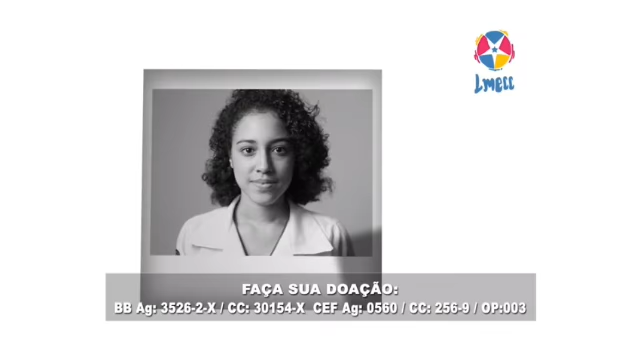 Lmecc
FAÇA SUA DOAÇÃO:
BB Ag: 3526-2-X / CC: 30154-X CEF Ag: 0560 / CC: 256-9 / OP:003